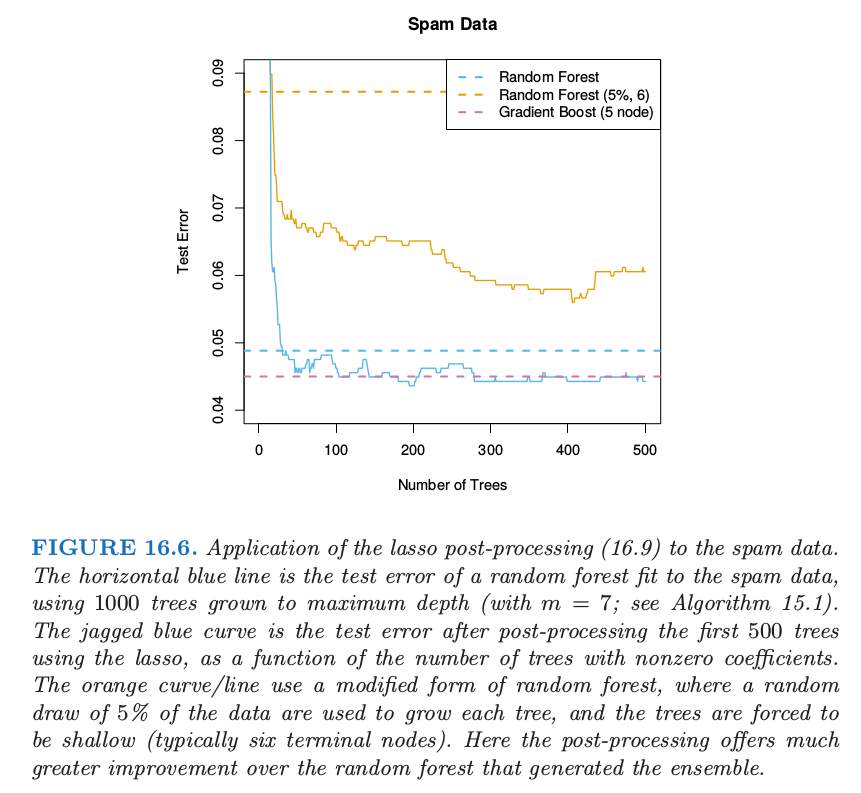 Spam Data
0.09
0.08
0.07
0.06
0.05
0.04
Test Error
Random Forest
Random Forest (5%, 6)
Gradient Boost (5 node)
0 100 200 300 400 500
Number of Trees
FIGURE 16.6. Application of the lasso post-processing (16.9) to the spam data.
The horizontal blue line is the test error of a random forest fit to the spam data,
using 1000 trees grown to maximum depth (with m = 7; see Algorithm 15.1).
The jagged blue curve is the test error after post-processing the first 500 trees
using the lasso, as a function of the number of trees with nonzero coefficients.
The orange curve/line use a modified form of random forest, where a random
draw of 5% of the data are used to grow each tree, and the trees are forced to
be shallow (typically six terminal nodes). Here the post-processing offers much
greater improvement over the random forest that generated the ensemble.